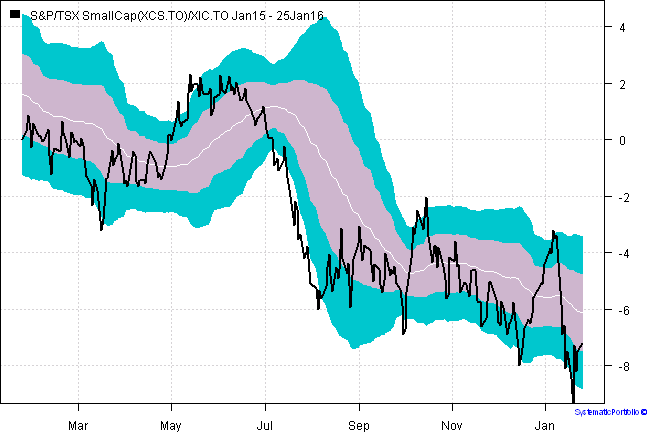 S&P/TSX SmallCap(XCS.TO)/XIC.TO Jan15 - 25Jan16
4
2
0
-2
-4
-6
-8
Mar May Jul Sep Nov Jan
SystematicPortfolio ©